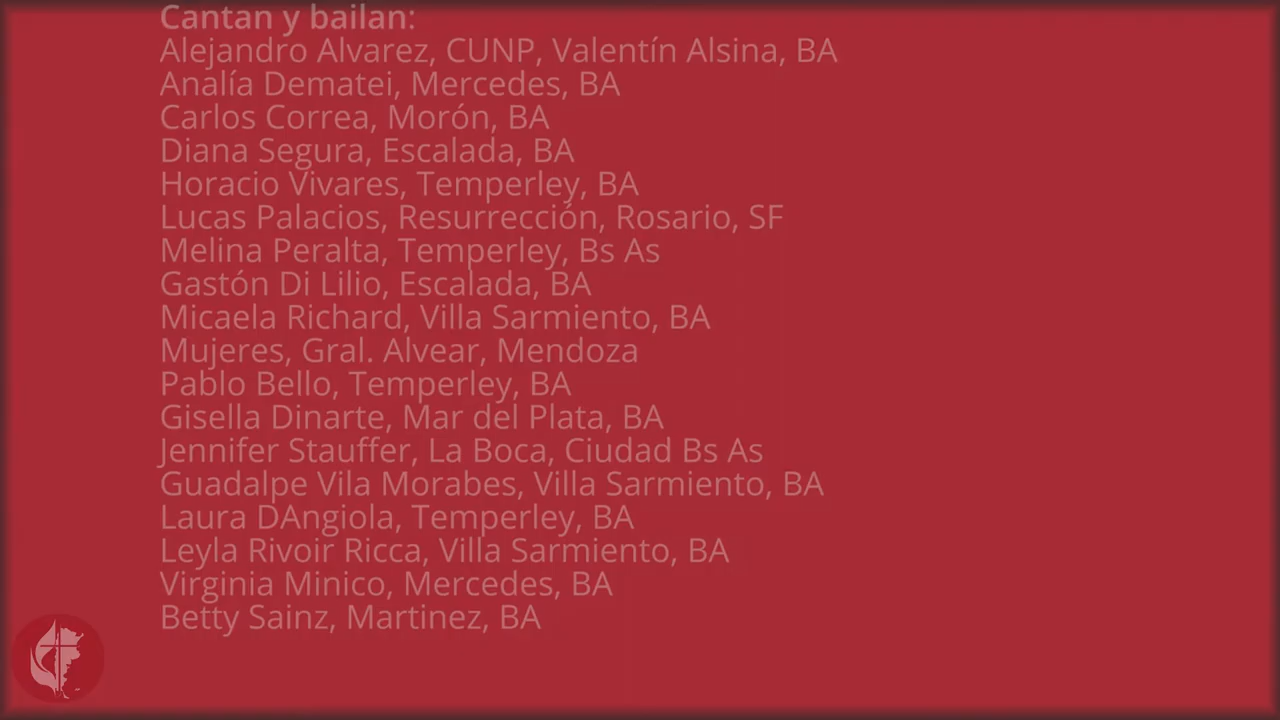 Cantan y bailan:
Alejandro Alvarez, CUNP, Valentín Alsina, BA
Analía Dematei, Mercedes, BA
Carlos Correa, Morón, BA
Diana Segura, Escalada, BA
Horacio Vivares, Temperley, BA
Lucas Palacios, Resurrección, Rosario, SF
Melina Peralta, Temperley, Bs As
Gastón Di Lilio, Escalada, BA
Micaela Richard, Villa Sarmiento, BA
Mujeres, Gral. Alvear, Mendoza
Pablo Bello, Temperley, BA
Gisella Dinarte, Mar del Plata, BA
Jennifer Stauffer, La Boca, Ciudad Bs As
Guadalpe Vila Morabes, Villa Sarmiento, BA
Laura DAngiola, Temperley, BA
Leyla Rivoir Ricca, Villa Sarmiento, BA
Virginia Minico, Mercedes, BA
Betty Sainz, Martinez, BA